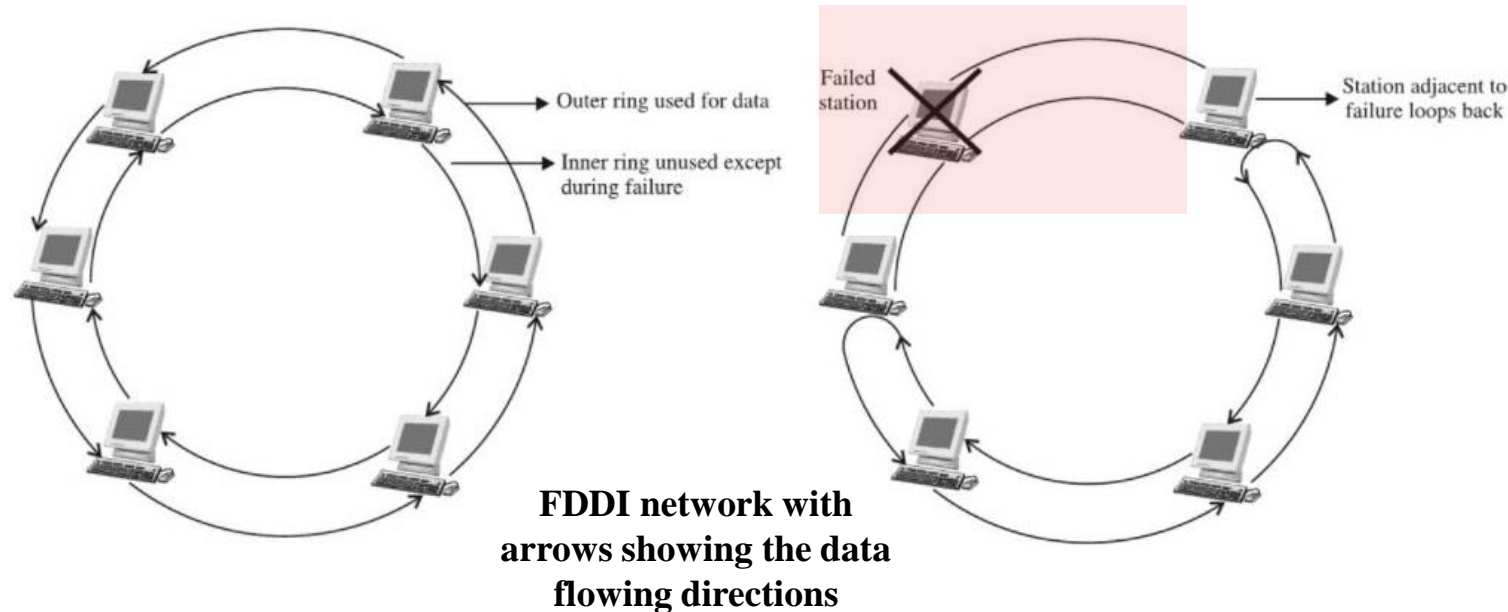 Outer ring used for data
Inner ring unused except
during failure
Failed
station
Station adjacent to
failure loops back
FDDI network with
arrows showing the data
flowing directions